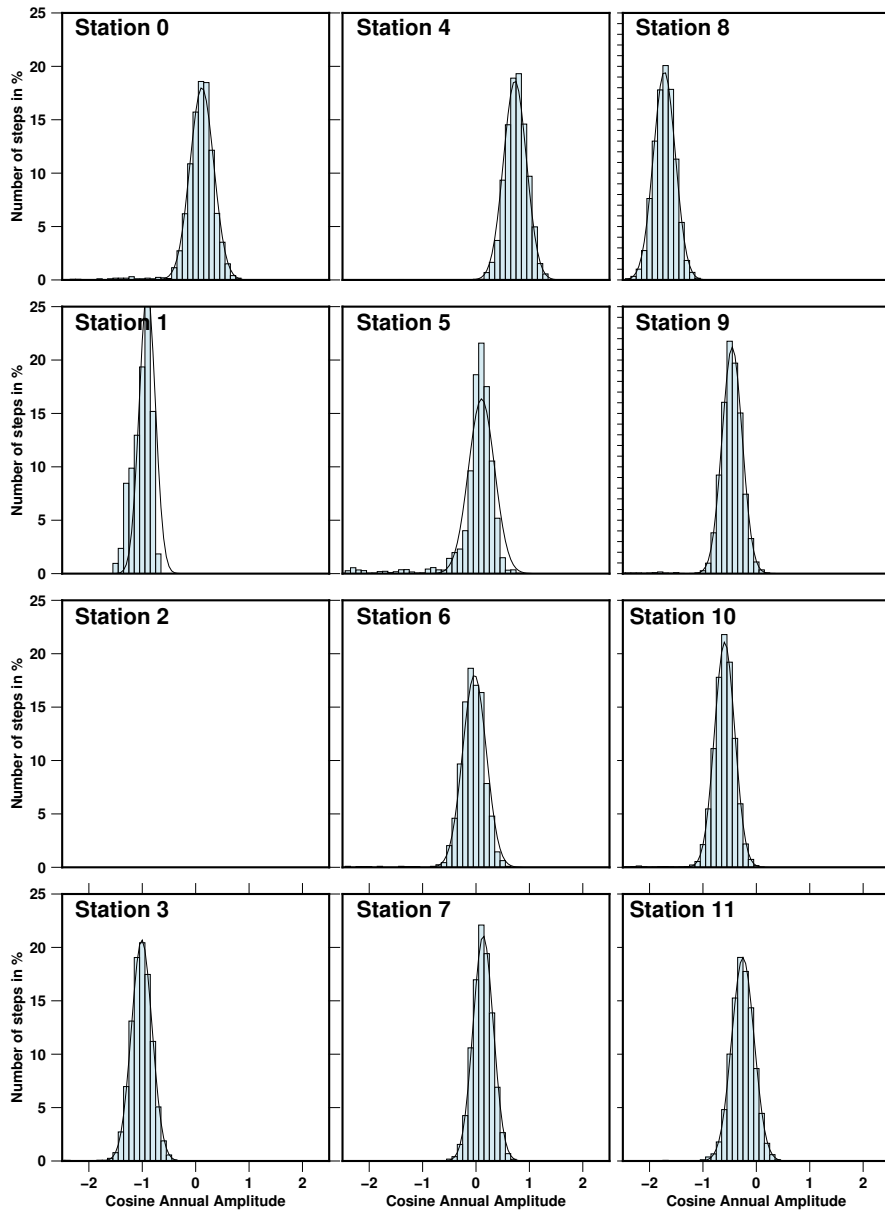 Station 0
Station 4
Station 8
25
20
15
10
5
0
Number of steps in %
Station 1
Station 5
Station 9
25
20
15
10
5
0
Number of steps in %
Station 2
Station 6
Station 10
25
20
15
10
5
0
Number of steps in %
Station 3
Station 7
Station 11
25
20
15
10
5
0
Number of steps in %
−2 −1 0 1 2
−2 −1 0 1 2
−2 −1 0 1 2
Cosine Annual Amplitude
Cosine Annual Amplitude
Cosine Annual Amplitude